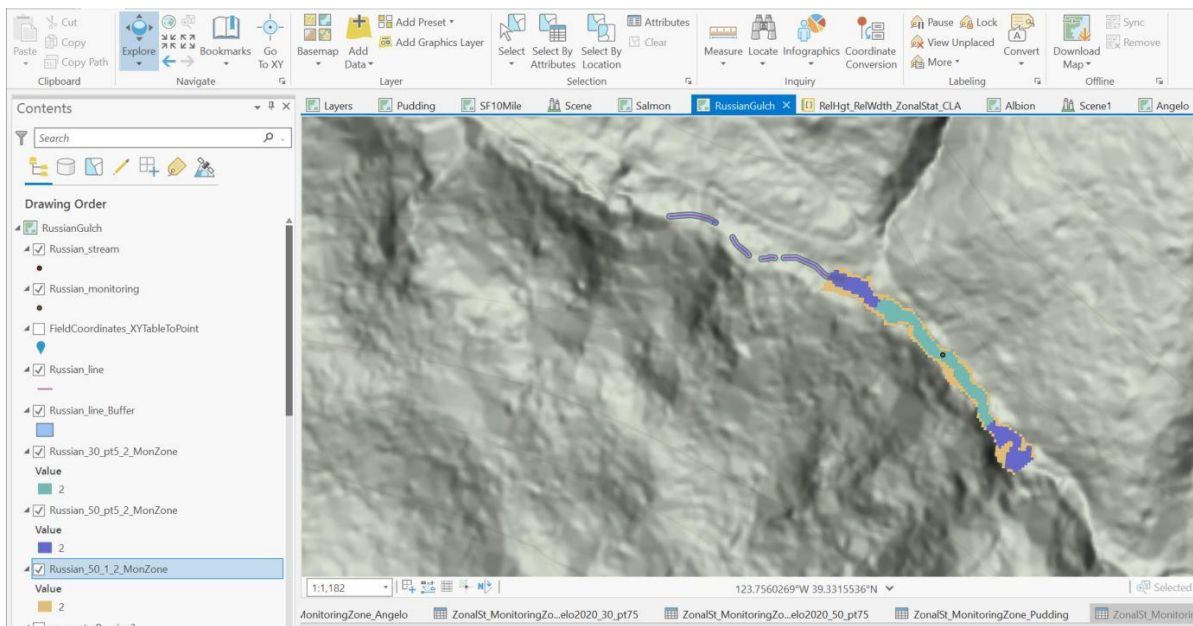 Cut
Copy
Copy Path
Paste
Clipboard
Explore
Bookmarks
Go
To XY
Navigate
Basemap
Add
Data
Add Preset
Add Graphics Layer
Layer
Select
Select By
Attributes
Select By
Location
Attributes
Clear
Selection
Measure
Locate
Infographics
Coordinate
Conversion
Inquiry
Pause
Lock
View Unplaced
More
Convert
Labeling
Download
Map
Sync
Remove
Offline
Contents
Search
Drawing Order
RussianGulch
Russian_stream
Russian_monitoring
FieldCoordinates_XYTableToPoint
Russian_line
Russian_line_Buffer
Russian_30_pt5_2_MonZone
Value
2
Russian_50_pt5_2_MonZone
Value
2
Russian_50_1_2_MonZone
Value
2
Layers
Pudding
SF10Mile
Scene
Salmon
RussianGulch
RelHgt_RelWdth_ZonalStat_CLA
Albion
Scene1
Angelo
1:1,182
123.7560269°W 39.3315536°N
Selected
MonitoringZone_Angelo
ZonalSt_MonitoringZo...elo2020_30_pt75
ZonalSt_MonitoringZo...elo2020_50_pt75
ZonalSt_MonitoringZone_Pudding
ZonalSt_Monitori